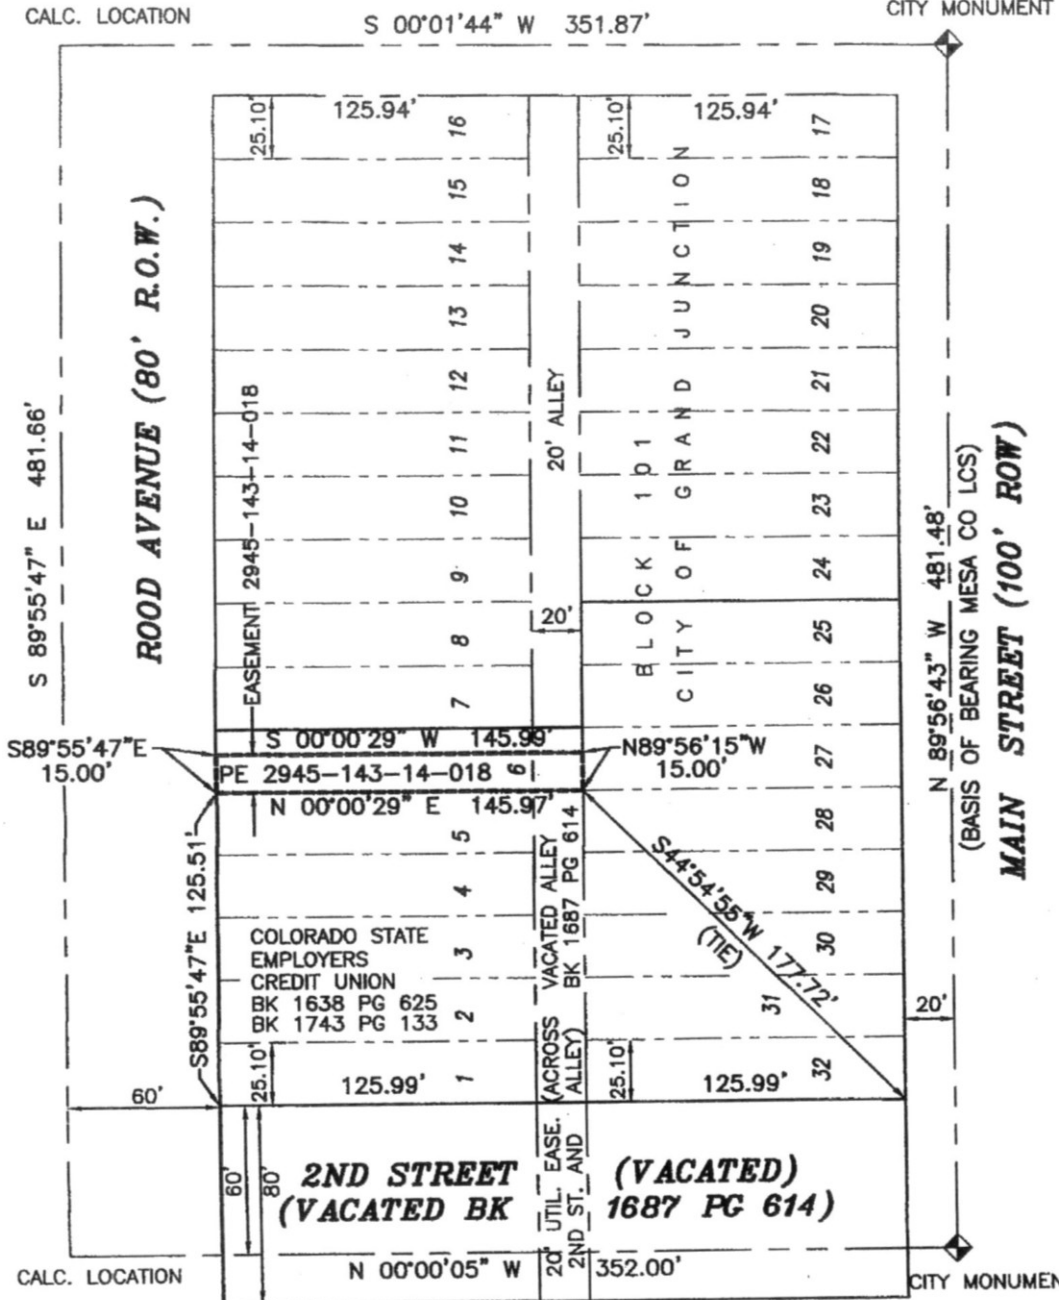 CALC. LOCATION
S 00°01'44" W 351.87'
CITY MONUMENT
25.10'
125.94'
16
25.10'
125.94'
17
15
18
14
19
13
20
12
21
11
22
10
23
9
24
8
25
7
26
27
28
5
29
4
30
3
31
2
32
1
ROOD AVENUE (80' R.O.W.)
S 89°55'47" E 481.66'
EASEMENT 2945-143-14-018
20' ALLEY
20'
BLOCK 101
CITY OF GRAND JUNCTION
N 89°56'43" W 481.48'
(BASIS OF BEARING MESA CO LCS)
MAIN STREET (100' ROW)
S 00°00'29" W 145.99'
S89°55'47"E
15.00'
PE 2945-143-14-018 6
N89°56'15"W
15.00'
N 00°00'29" E 145.97'
S89°55'47"E 125.51'
VACATED ALLEY
BK 1687 PG 614
S44°54'55"W 177.72'
(TIE)
COLORADO STATE
EMPLOYERS
CREDIT UNION
BK 1638 PG 625
BK 1743 PG 133
20'
25.10'
125.99'
25.10'
125.99'
60'
60'
80'
20' UTIL. EASE. (ACROSS
2ND ST. AND ALLEY)
2ND STREET (VACATED)
(VACATED BK 1687 PG 614)
CALC. LOCATION
N 00°00'05" W 352.00'
CITY MONUMEN